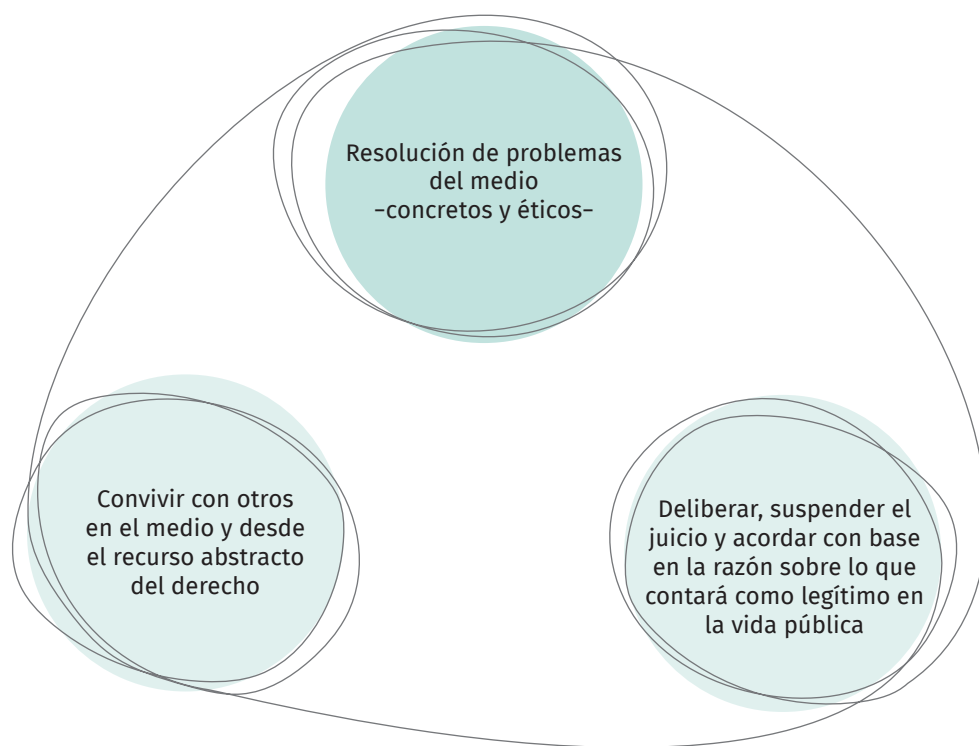 Resolución de problemas
del medio
–concretos y éticos–
Convivir con otros
en el medio y desde
el recurso abstracto
del derecho
Deliberar, suspender el
juicio y acordar con base
en la razón sobre lo que
contará como legítimo en
la vida pública